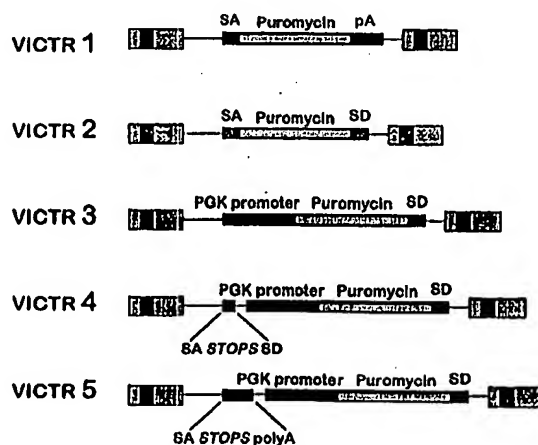 SA Puromycin pA
VICTR 1
SA Puromycin SD
VICTR 2
PGK promoter Puromycin SD
VICTR 3
PGK promoter Puromycin SD
VICTR 4
SA STOPS SD
PGK promoter Puromycin SD
VICTR 5
SA STOPS polyA